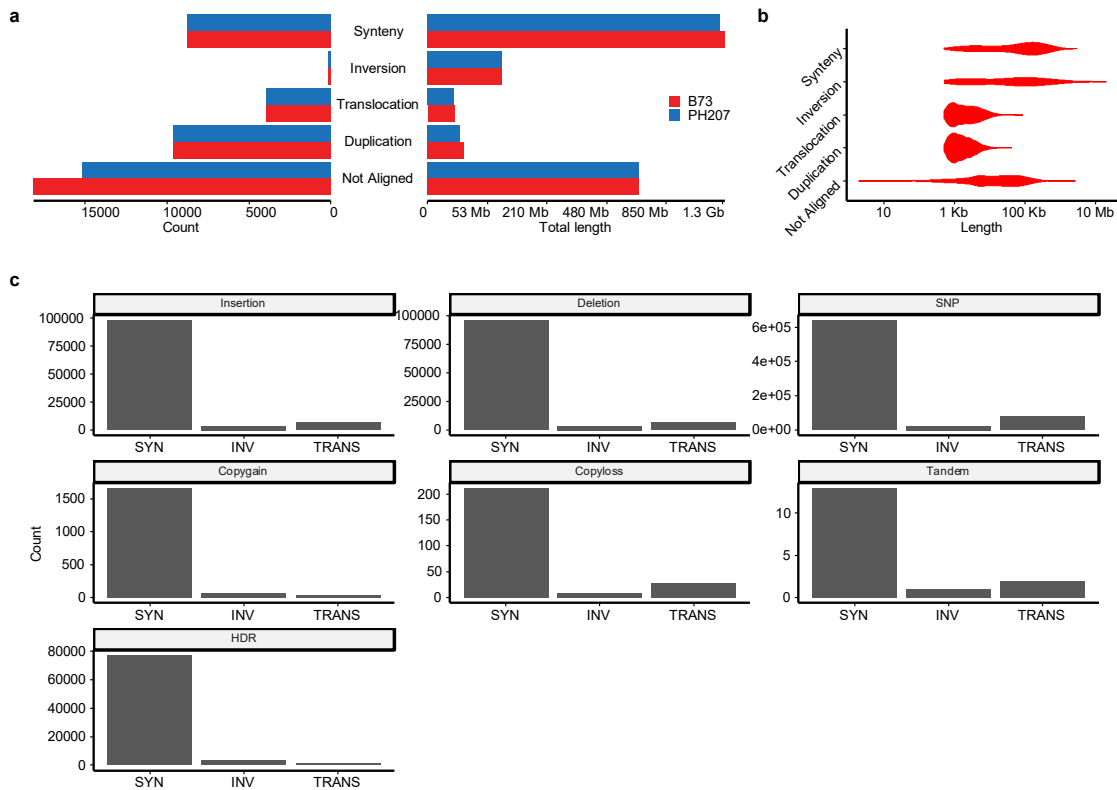 a
Synteny
Inversion
Translocation
Duplication
Not Aligned
15000 10000 5000 0
Count
0 53 Mb 210 Mb 480 Mb 850 Mb 1.3 Gb
Total length
B73
PH207
b
Synteny
Inversion
Translocation
Duplication
Not Aligned
10 1 Kb 100 Kb 10 Mb
Length
c
Insertion
100000
75000
50000
25000
0
SYN INV TRANS
Deletion
100000
75000
50000
25000
0
SYN INV TRANS
SNP
6e+05
4e+05
2e+05
0e+00
SYN INV TRANS
Count
Copygain
1500
1000
500
0
SYN INV TRANS
Copyloss
200
150
100
50
0
SYN INV TRANS
Tandem
10
5
0
SYN INV TRANS
HDR
80000
60000
40000
20000
0
SYN INV TRANS